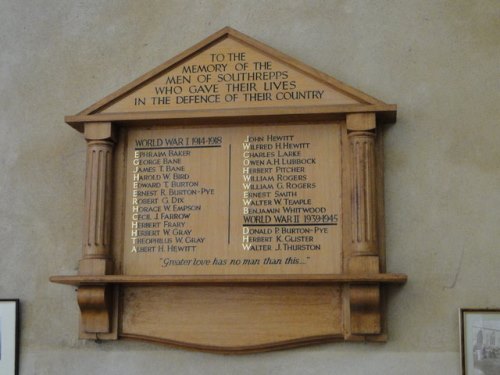 TO THE
MEMORY OF THE
MEN OF SOUTHREPPS
WHO GAVE THEIR LIVES
IN THE DEFENCE OF THEIR COUNTRY
WORLD WAR I 1914-1918
EPHRAIM BAKER
GEORGE BANE
JAMES T. BANE
HAROLD W. BIRD
EDWARD T. BURTON
ERNEST R. BURTON-PYE
ROBERT G. DIX
HORACE W. EMPSON
CECIL J. FARROW
HERBERT FRARY
HERBERT W. GRAY
THEOPHILUS W. GRAY
ALBERT H. HEWITT
JOHN HEWITT
WILFRED H. HEWITT
CHARLES LARKE
OWEN A. H. LUBBOCK
HERBERT PITCHER
WILLIAM ROGERS
WILLIAM G. ROGERS
ERNEST SMITH
WALTER W. TEMPLE
BENJAMIN WHITWOOD
WORLD WAR II 1939-1945
DONALD P. BURTON-PYE
HERBERT K. GLISTER
WALTER J. THURSTON
"Greater love has no man than this..."